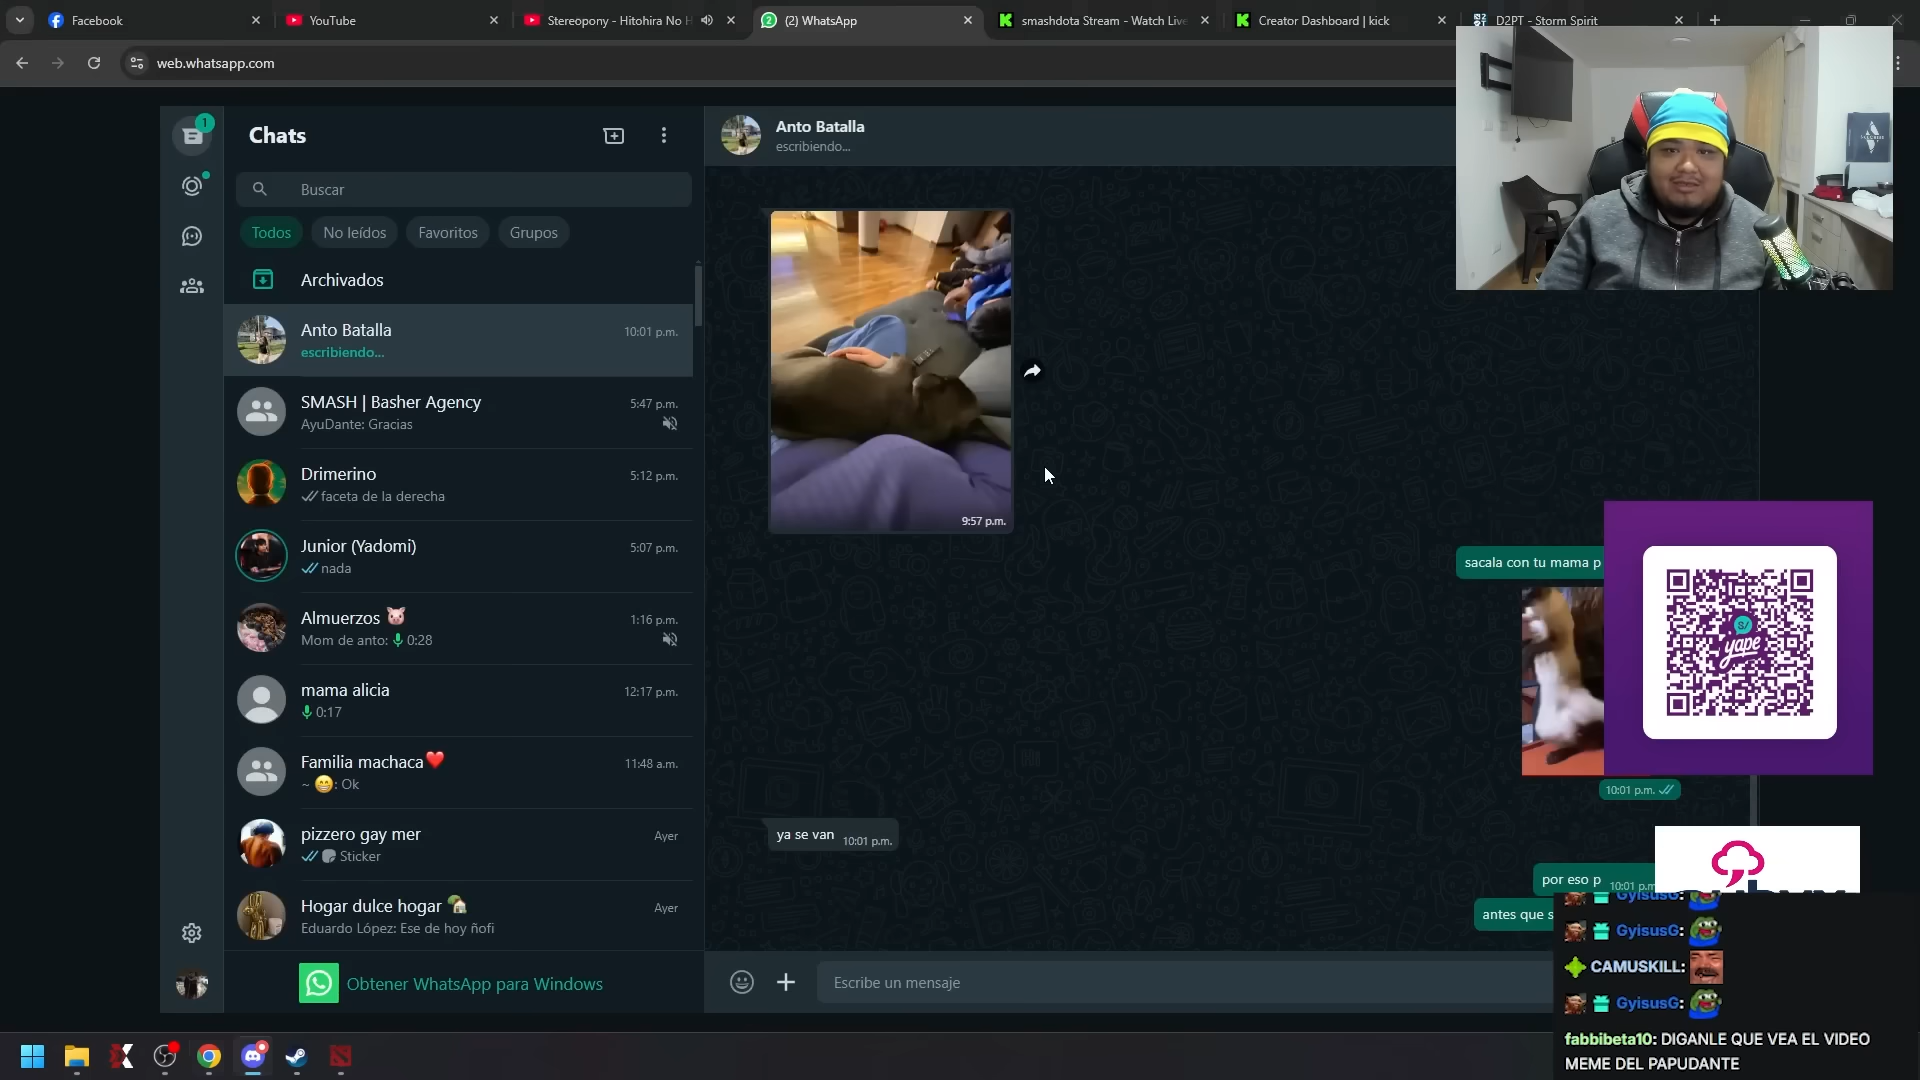 Facebook
YouTube
Stereopony - Hitohira No H
(2) WhatsApp
smashdota Stream - Watch Live
Creator Dashboard | kick
D2PT - Storm Spirit
web.whatsapp.com
1
Chats
Buscar
Todos
No leídos
Favoritos
Grupos
Archivados
Anto Batalla
10:01 p.m.
escribiendo...
SMASH | Basher Agency
5:47 p.m.
AyuDante: Gracias
Drimerino
5:12 p.m.
faceta de la derecha
Junior (Yadomi)
5:07 p.m.
nada
Almuerzos
1:16 p.m.
Mom de anto: 0:28
mama alicia
12:17 p.m.
0:17
Familia machaca
11:48 a.m.
~ 😁: Ok
pizzero gay mer
Ayer
Sticker
Hogar dulce hogar
Ayer
Eduardo López: Ese de hoy ñofi
Obtener WhatsApp para Windows
Anto Batalla
escribiendo...
9:57 p.m.
sacala con tu mama p
10:01 p.m.
ya se van
10:01 p.m.
por eso p
10:01 p.m.
antes que s
Escribe un mensaje
S/
yape
GyisusG:
GyisusG:
CAMUSKILL:
GyisusG:
fabbibeta10: DIGANLE QUE VEA EL VIDEO
MEME DEL PAPUDANTE